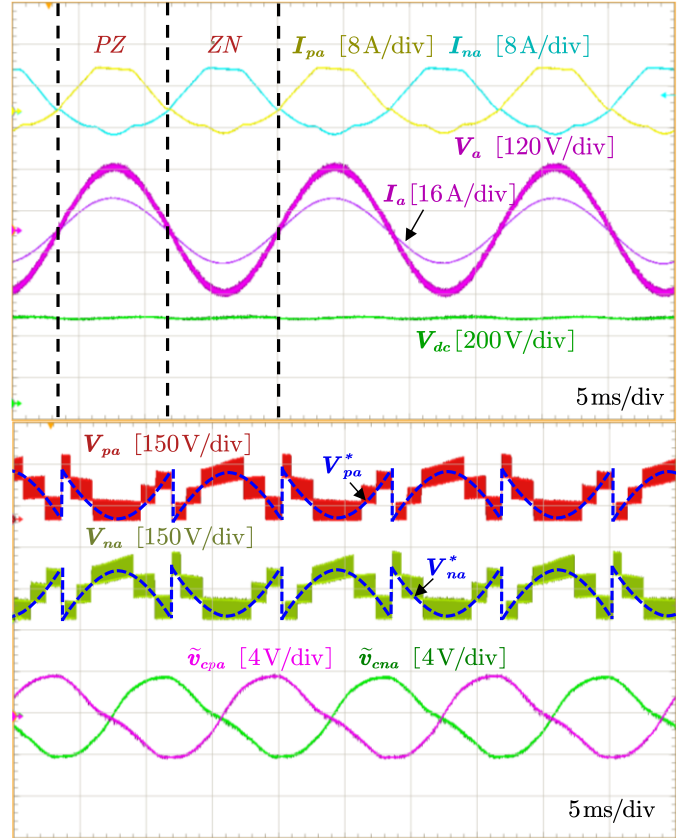 PZ ZN I_pa [8 A/div] I_na [8 A/div]
V_a [120 V/div]
I_a [16 A/div]
V_dc [200 V/div]
5 ms/div
V_pa [150 V/div]
V*_pa
V_na [150 V/div]
V*_na
ṽ_cpa [4 V/div] ṽ_cna [4 V/div]
5 ms/div